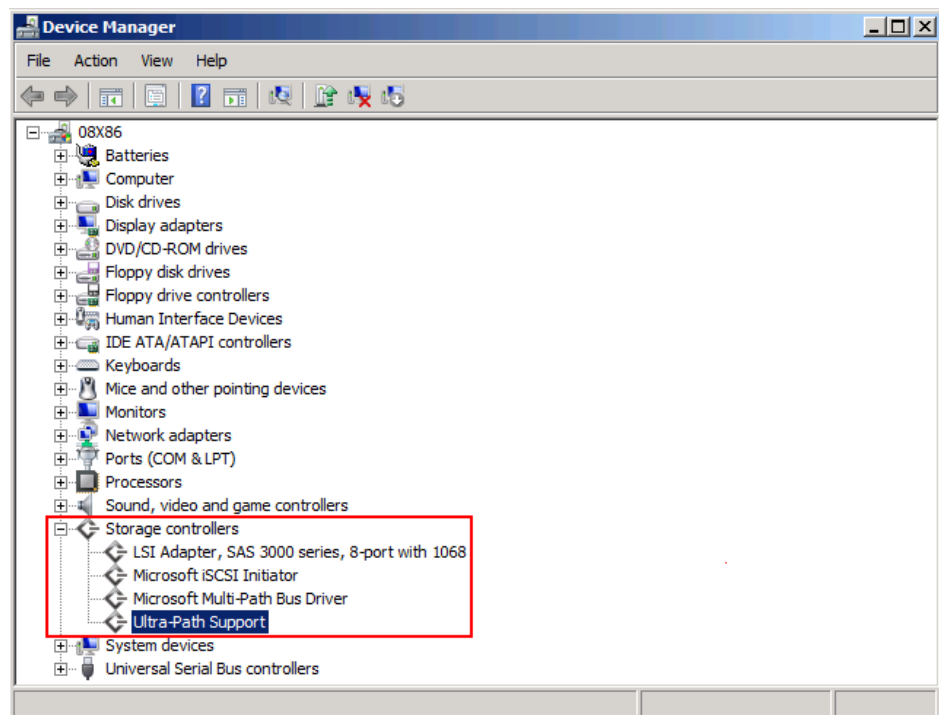 Device Manager
File Action View Help
08X86
Batteries
Computer
Disk drives
Display adapters
DVD/CD-ROM drives
Floppy disk drives
Floppy drive controllers
Human Interface Devices
IDE ATA/ATAPI controllers
Keyboards
Mice and other pointing devices
Monitors
Network adapters
Ports (COM & LPT)
Processors
Sound, video and game controllers
Storage controllers
LSI Adapter, SAS 3000 series, 8-port with 1068
Microsoft iSCSI Initiator
Microsoft Multi-Path Bus Driver
Ultra-Path Support
System devices
Universal Serial Bus controllers